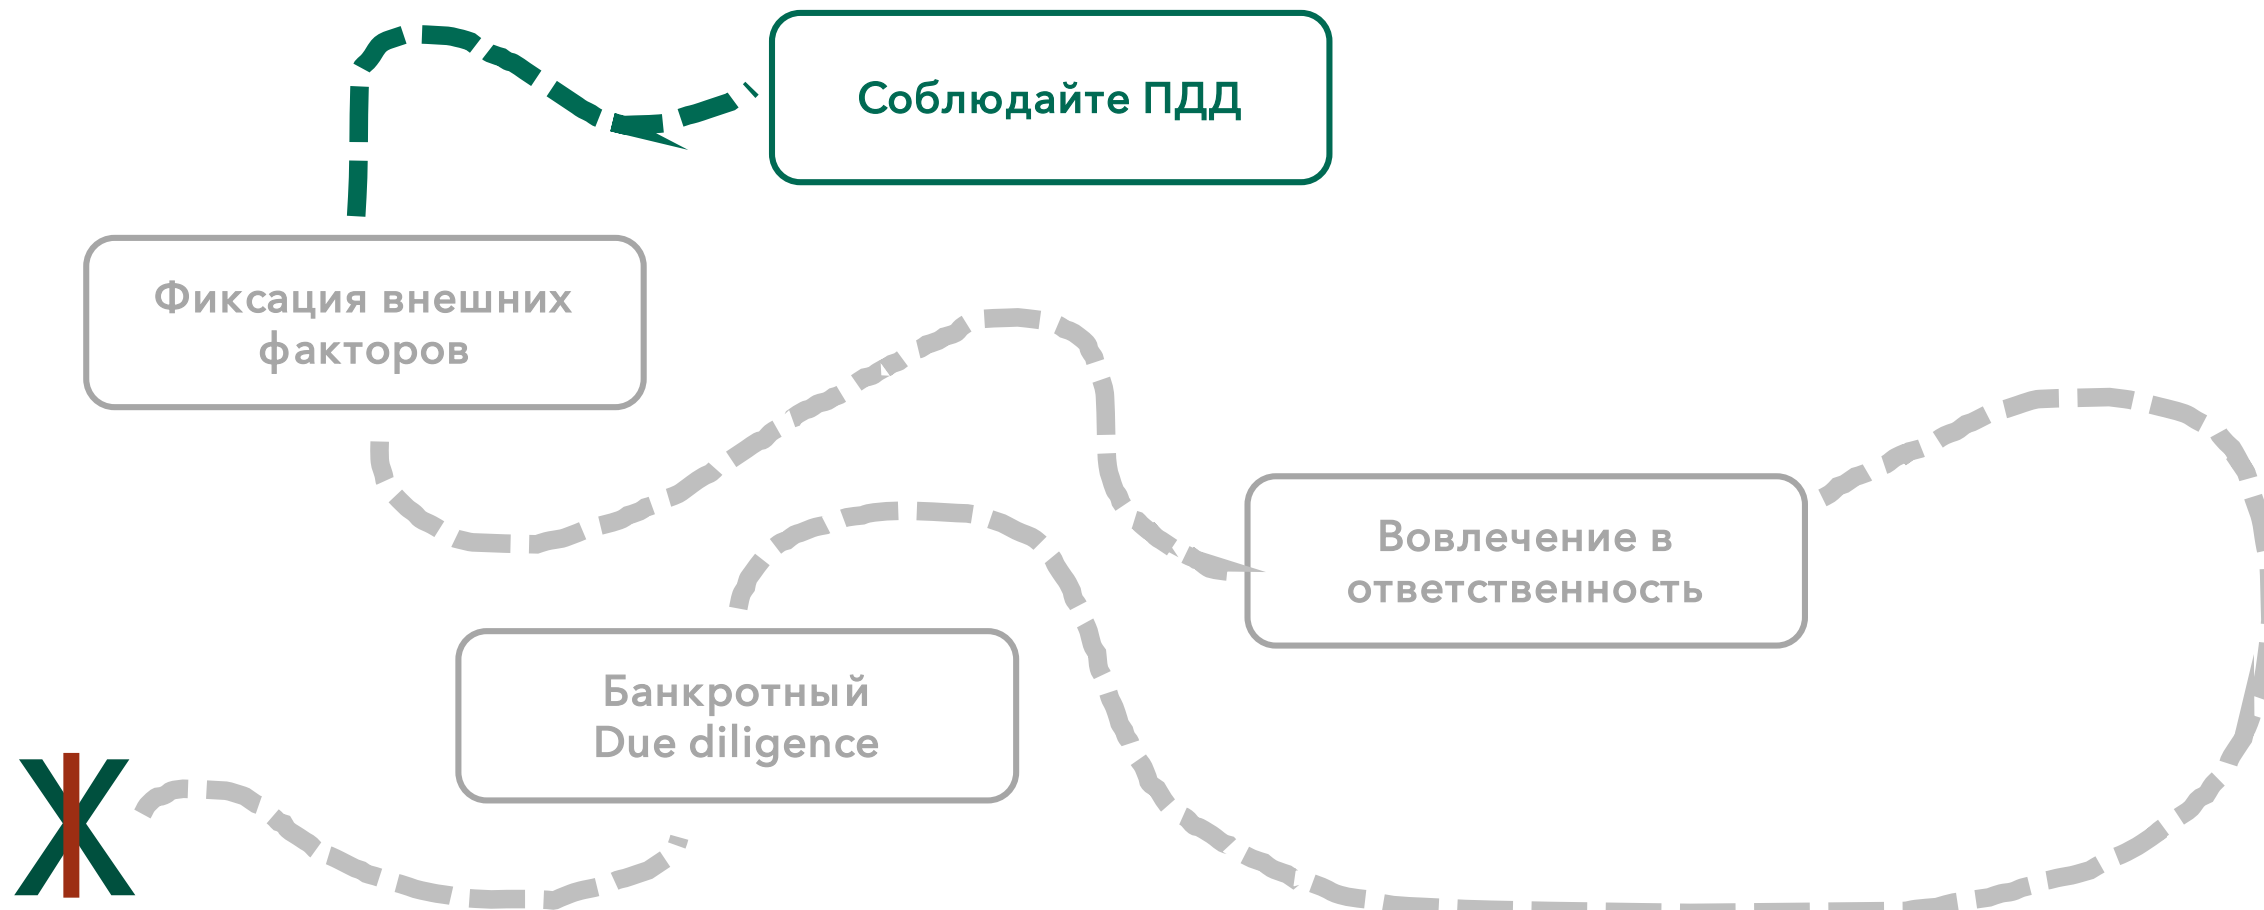 Соблюдайте ПДД
Фиксация внешних
факторов
Вовлечение в
ответственность
Банкротный
Due diligence
Ж